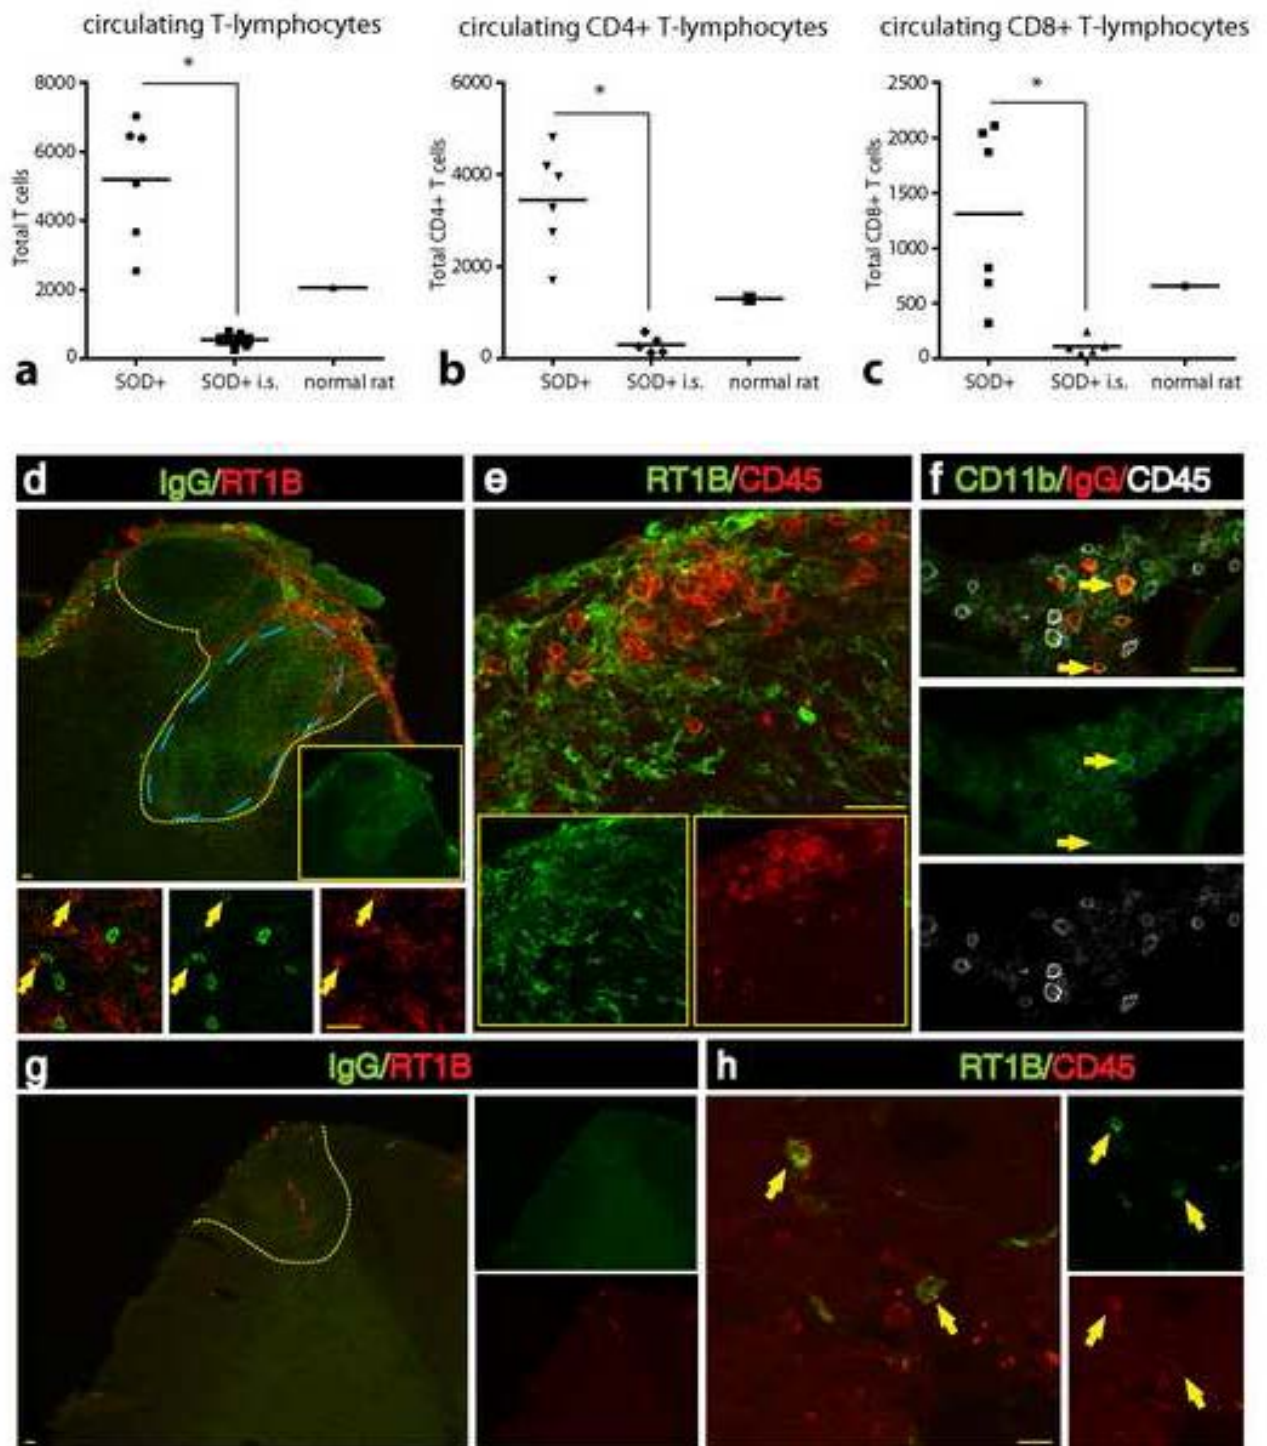 circulating T-lymphocytes
circulating CD4+ T-lymphocytes
circulating CD8+ T-lymphocytes
*
8000
6000
4000
2000
0
Total T cells
SOD+
SOD+ i.s.
normal rat
a
*
6000
4000
2000
0
Total CD4+ T cells
SOD+
SOD+ i.s.
normal rat
b
*
2500
2000
1500
1000
500
0
Total CD8+ T cells
SOD+
SOD+ i.s.
normal rat
c
d IgG/RT1B
e RT1B/CD45
f CD11b/IgG/CD45
g IgG/RT1B
h RT1B/CD45